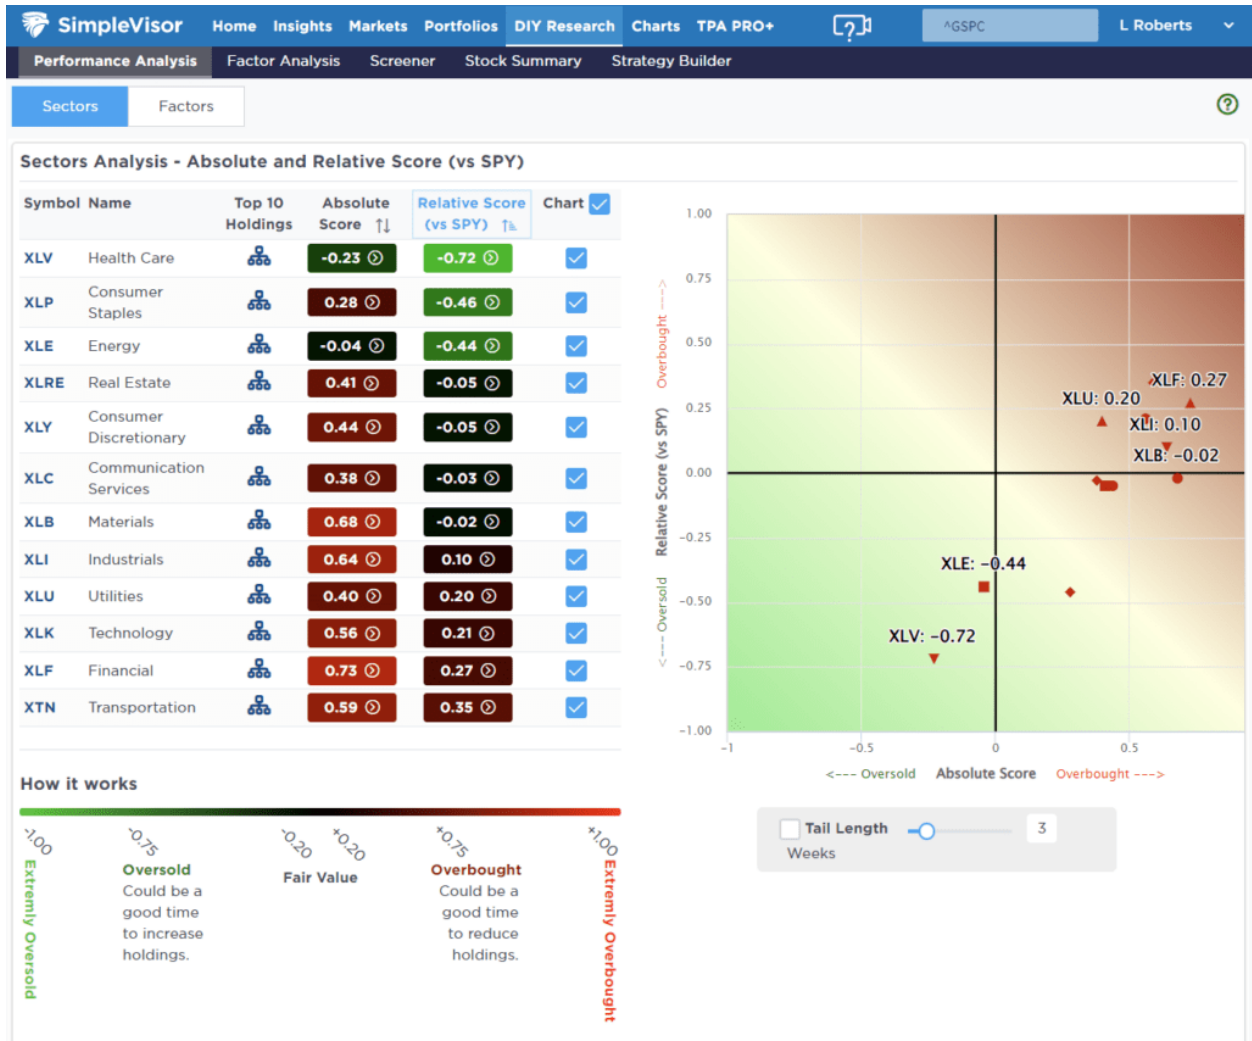 SimpleVisor Home Insights Markets Portfolios DIY Research Charts TPA PRO+ ? ^GSPC L Roberts
Performance Analysis Factor Analysis Screener Stock Summary Strategy Builder
Sectors Factors ?
Sectors Analysis - Absolute and Relative Score (vs SPY)
Symbol Name Top 10 Holdings Absolute Score Relative Score (vs SPY) Chart
XLV Health Care -0.23 -0.72
XLP Consumer Staples 0.28 -0.46
XLE Energy -0.04 -0.44
XLRE Real Estate 0.41 -0.05
XLY Consumer Discretionary 0.44 -0.05
XLC Communication Services 0.38 -0.03
XLB Materials 0.68 -0.02
XLI Industrials 0.64 0.10
XLU Utilities 0.40 0.20
XLK Technology 0.56 0.21
XLF Financial 0.73 0.27
XTN Transportation 0.59 0.35
How it works
-1.00 -0.75 -0.20 +0.20 +0.75 +1.00
Extremly Oversold
Oversold
Could be a
good time
to increase
holdings.
Fair Value
Overbought
Could be a
good time
to reduce
holdings.
Extremly Overbought
1.00
0.75
0.50
0.25
0.00
-0.25
-0.50
-0.75
-1.00
<--- Oversold Relative Score (vs SPY) Overbought --->
XLF: 0.27
XLU: 0.20
XLI: 0.10
XLB: -0.02
XLE: -0.44
XLV: -0.72
-1 -0.5 0 0.5
<--- Oversold Absolute Score Overbought --->
Tail Length 3
Weeks